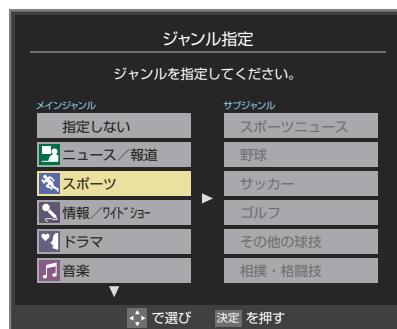 ジャンル指定
ジャンルを指定してください。
メインジャンル
指定しない
ニュース／報道
スポーツ
情報／ワイドショー
ドラマ
音楽
サブジャンル
スポーツニュース
野球
サッカー
ゴルフ
その他の球技
相撲・格闘技
で選び 決定 を押す